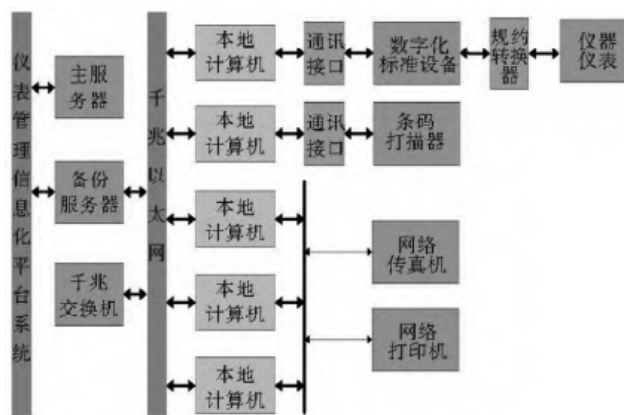 仪表管理信息化平台系统
主服
务器
备份
服务器
千兆
交换机
千兆以太网
本地
计算机
通讯
接口
数字化
标准设备
规约
转换
器
仪器
仪表
本地
计算机
通讯
接口
条码
打描器
本地
计算机
本地
计算机
本地
计算机
网络
传真机
网络
打印机